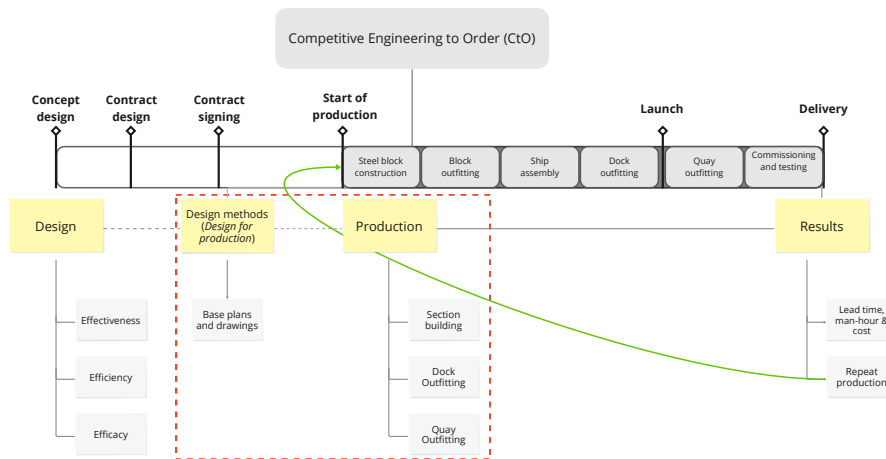 Competitive Engineering to Order (CtO)
Concept
design
Contract
design
Contract
signing
Start of
production
Launch
Delivery
Steel block
construction
Block
outfitting
Ship
assembly
Dock
outfitting
Quay
outfitting
Commissioning
and testing
Design
Design methods
(Design for
production)
Production
Results
Effectiveness
Efficiency
Efficacy
Base plans
and drawings
Section
building
Dock
Outfitting
Quay
Outfitting
Lead time,
man-hour &
cost
Repeat
production